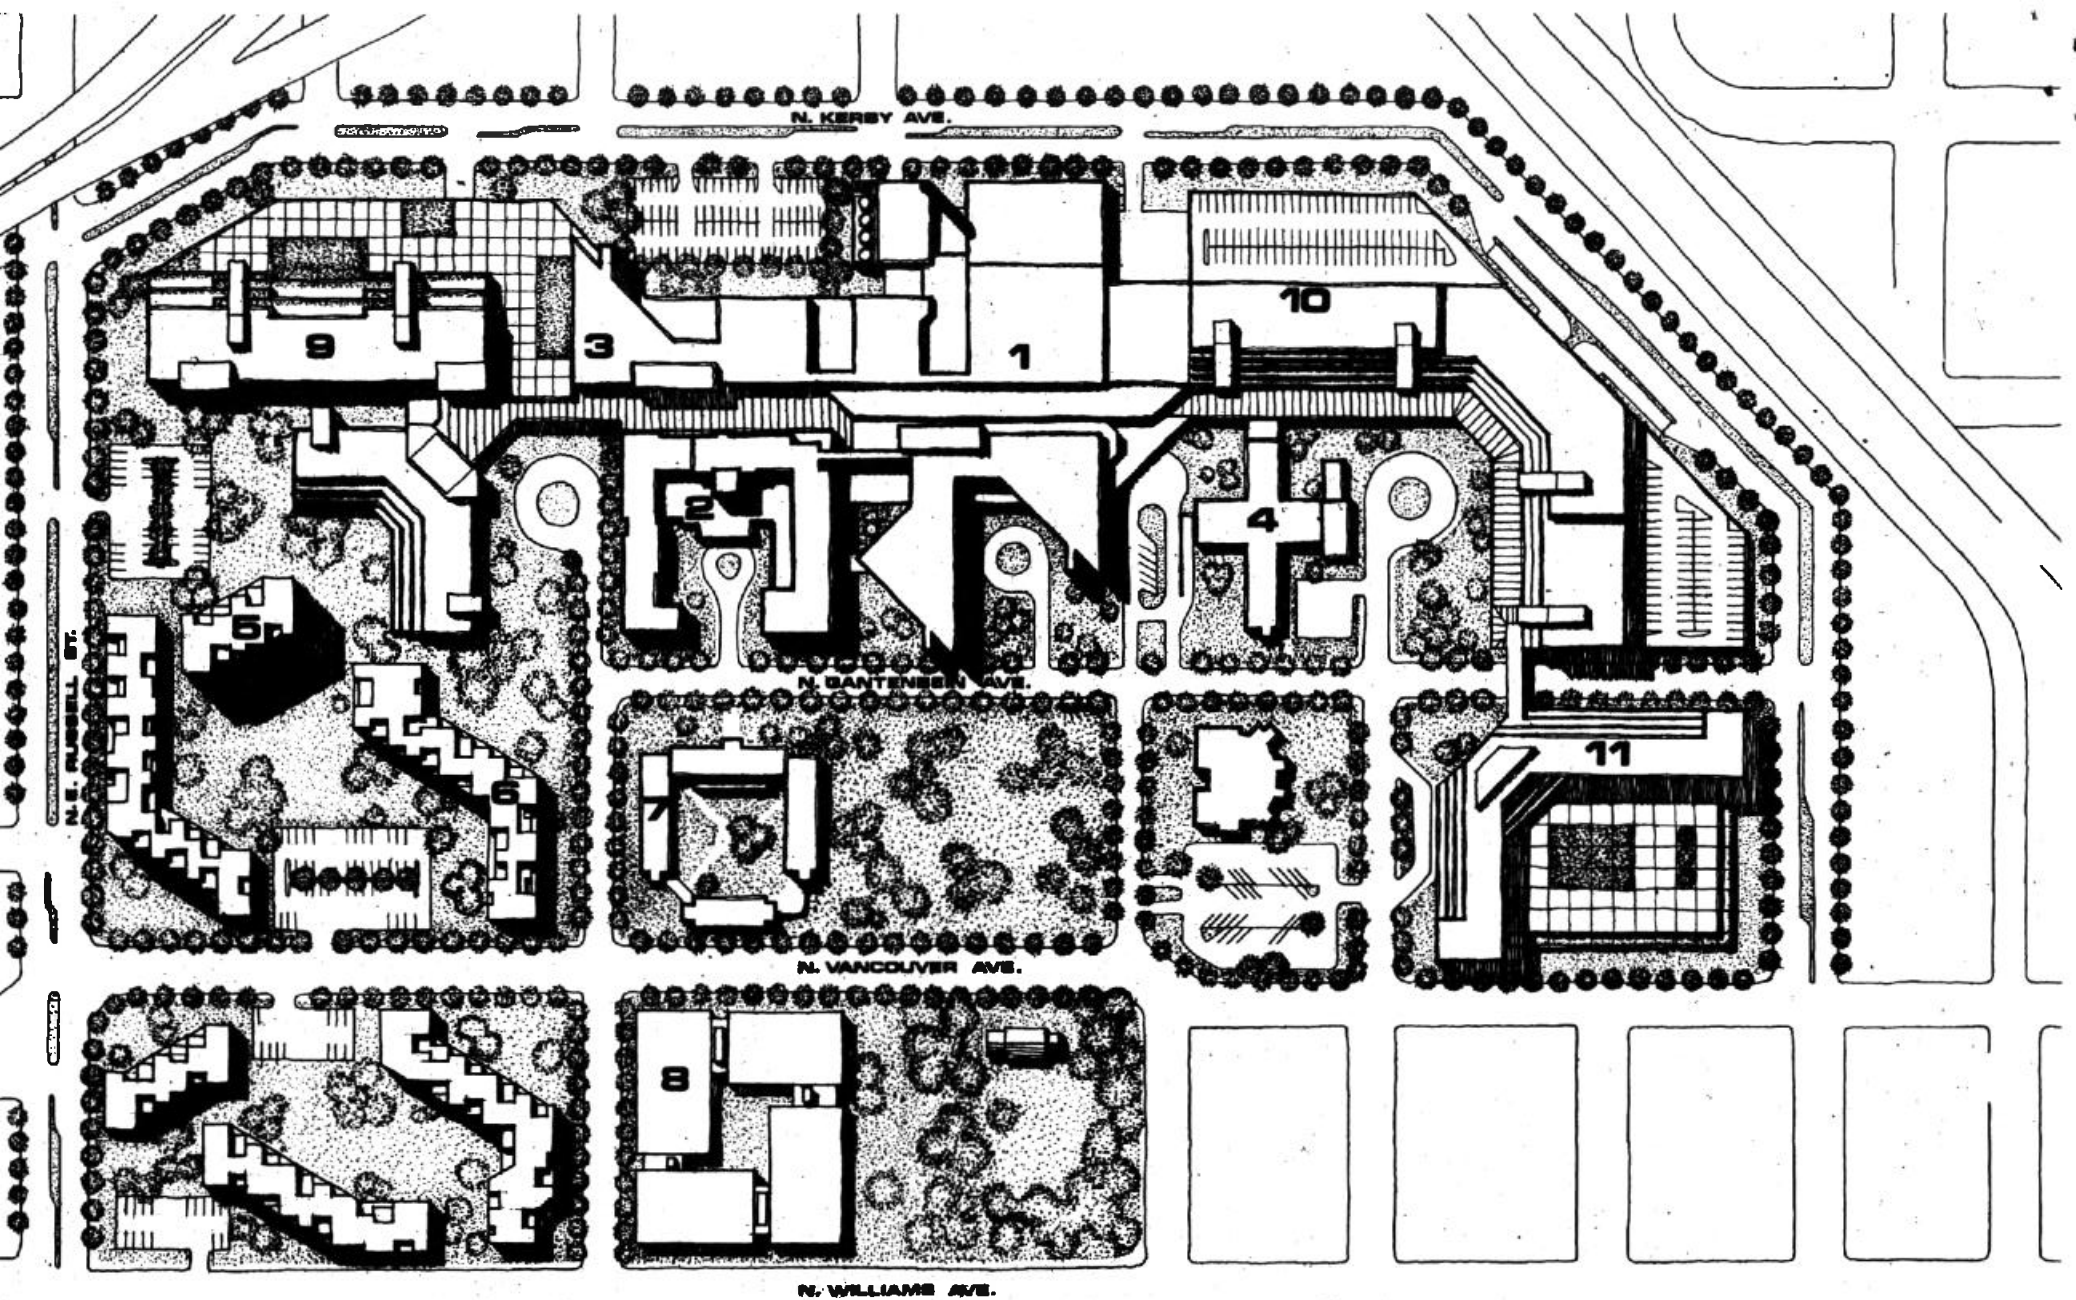 N. KERBY AVE.
10
9
3
1
2
4
5
N.E. RUSSELL ST.
N. GANTENBEIN AVE.
11
6
7
8
N. VANCOUVER AVE.
N. WILLIAMS AVE.